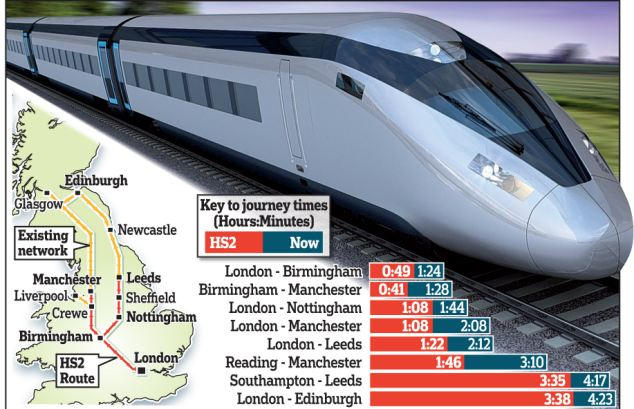 Edinburgh
Glasgow
Existing
network
Newcastle
Manchester
Leeds
Liverpool
Sheffield
Crewe
Nottingham
Birmingham
HS2
Route
London
Key to journey times
(Hours:Minutes)
HS2 Now
London - Birmingham 0:49 1:24
Birmingham - Manchester 0:41 1:28
London - Nottingham 1:08 1:44
London - Manchester 1:08 2:08
London - Leeds 1:22 2:12
Reading - Manchester 1:46 3:10
Southampton - Leeds 3:35 4:17
London - Edinburgh 3:38 4:23